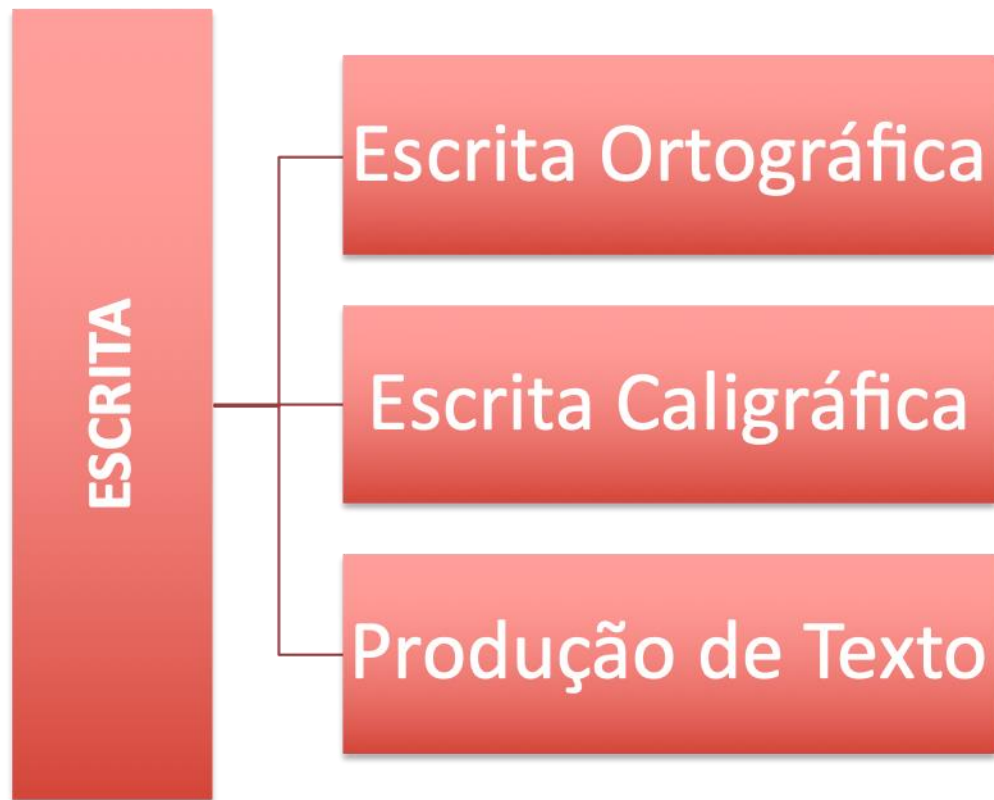 ESCRITA
Escrita Ortográfica
Escrita Caligráfica
Produção de Texto